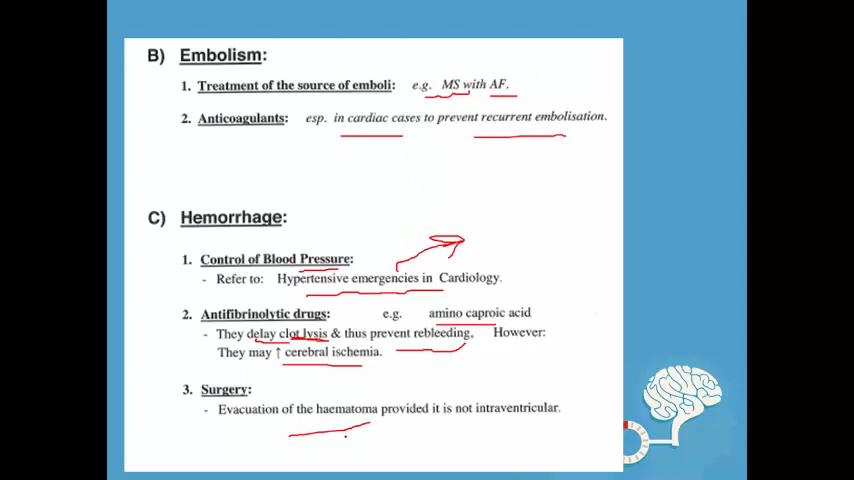 B) Embolism:
1. Treatment of the source of emboli: e.g. MS with AF.
2. Anticoagulants: esp. in cardiac cases to prevent recurrent embolisation.
C) Hemorrhage:
1. Control of Blood Pressure:
- Refer to: Hypertensive emergencies in Cardiology.
2. Antifibrinolytic drugs: e.g. amino caproic acid
- They delay clot lysis & thus prevent rebleeding, However:
They may ↑ cerebral ischemia.
3. Surgery:
- Evacuation of the haematoma provided it is not intraventricular.